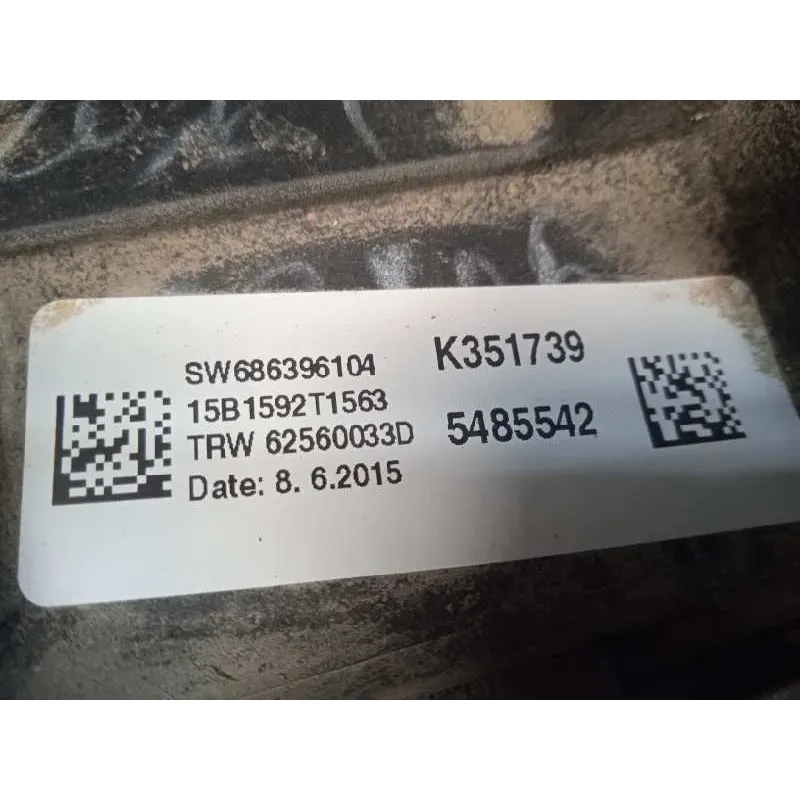 SW686396104
15B1592T1563
TRW 62560033D
Date: 8. 6.2015
K351739
5485542